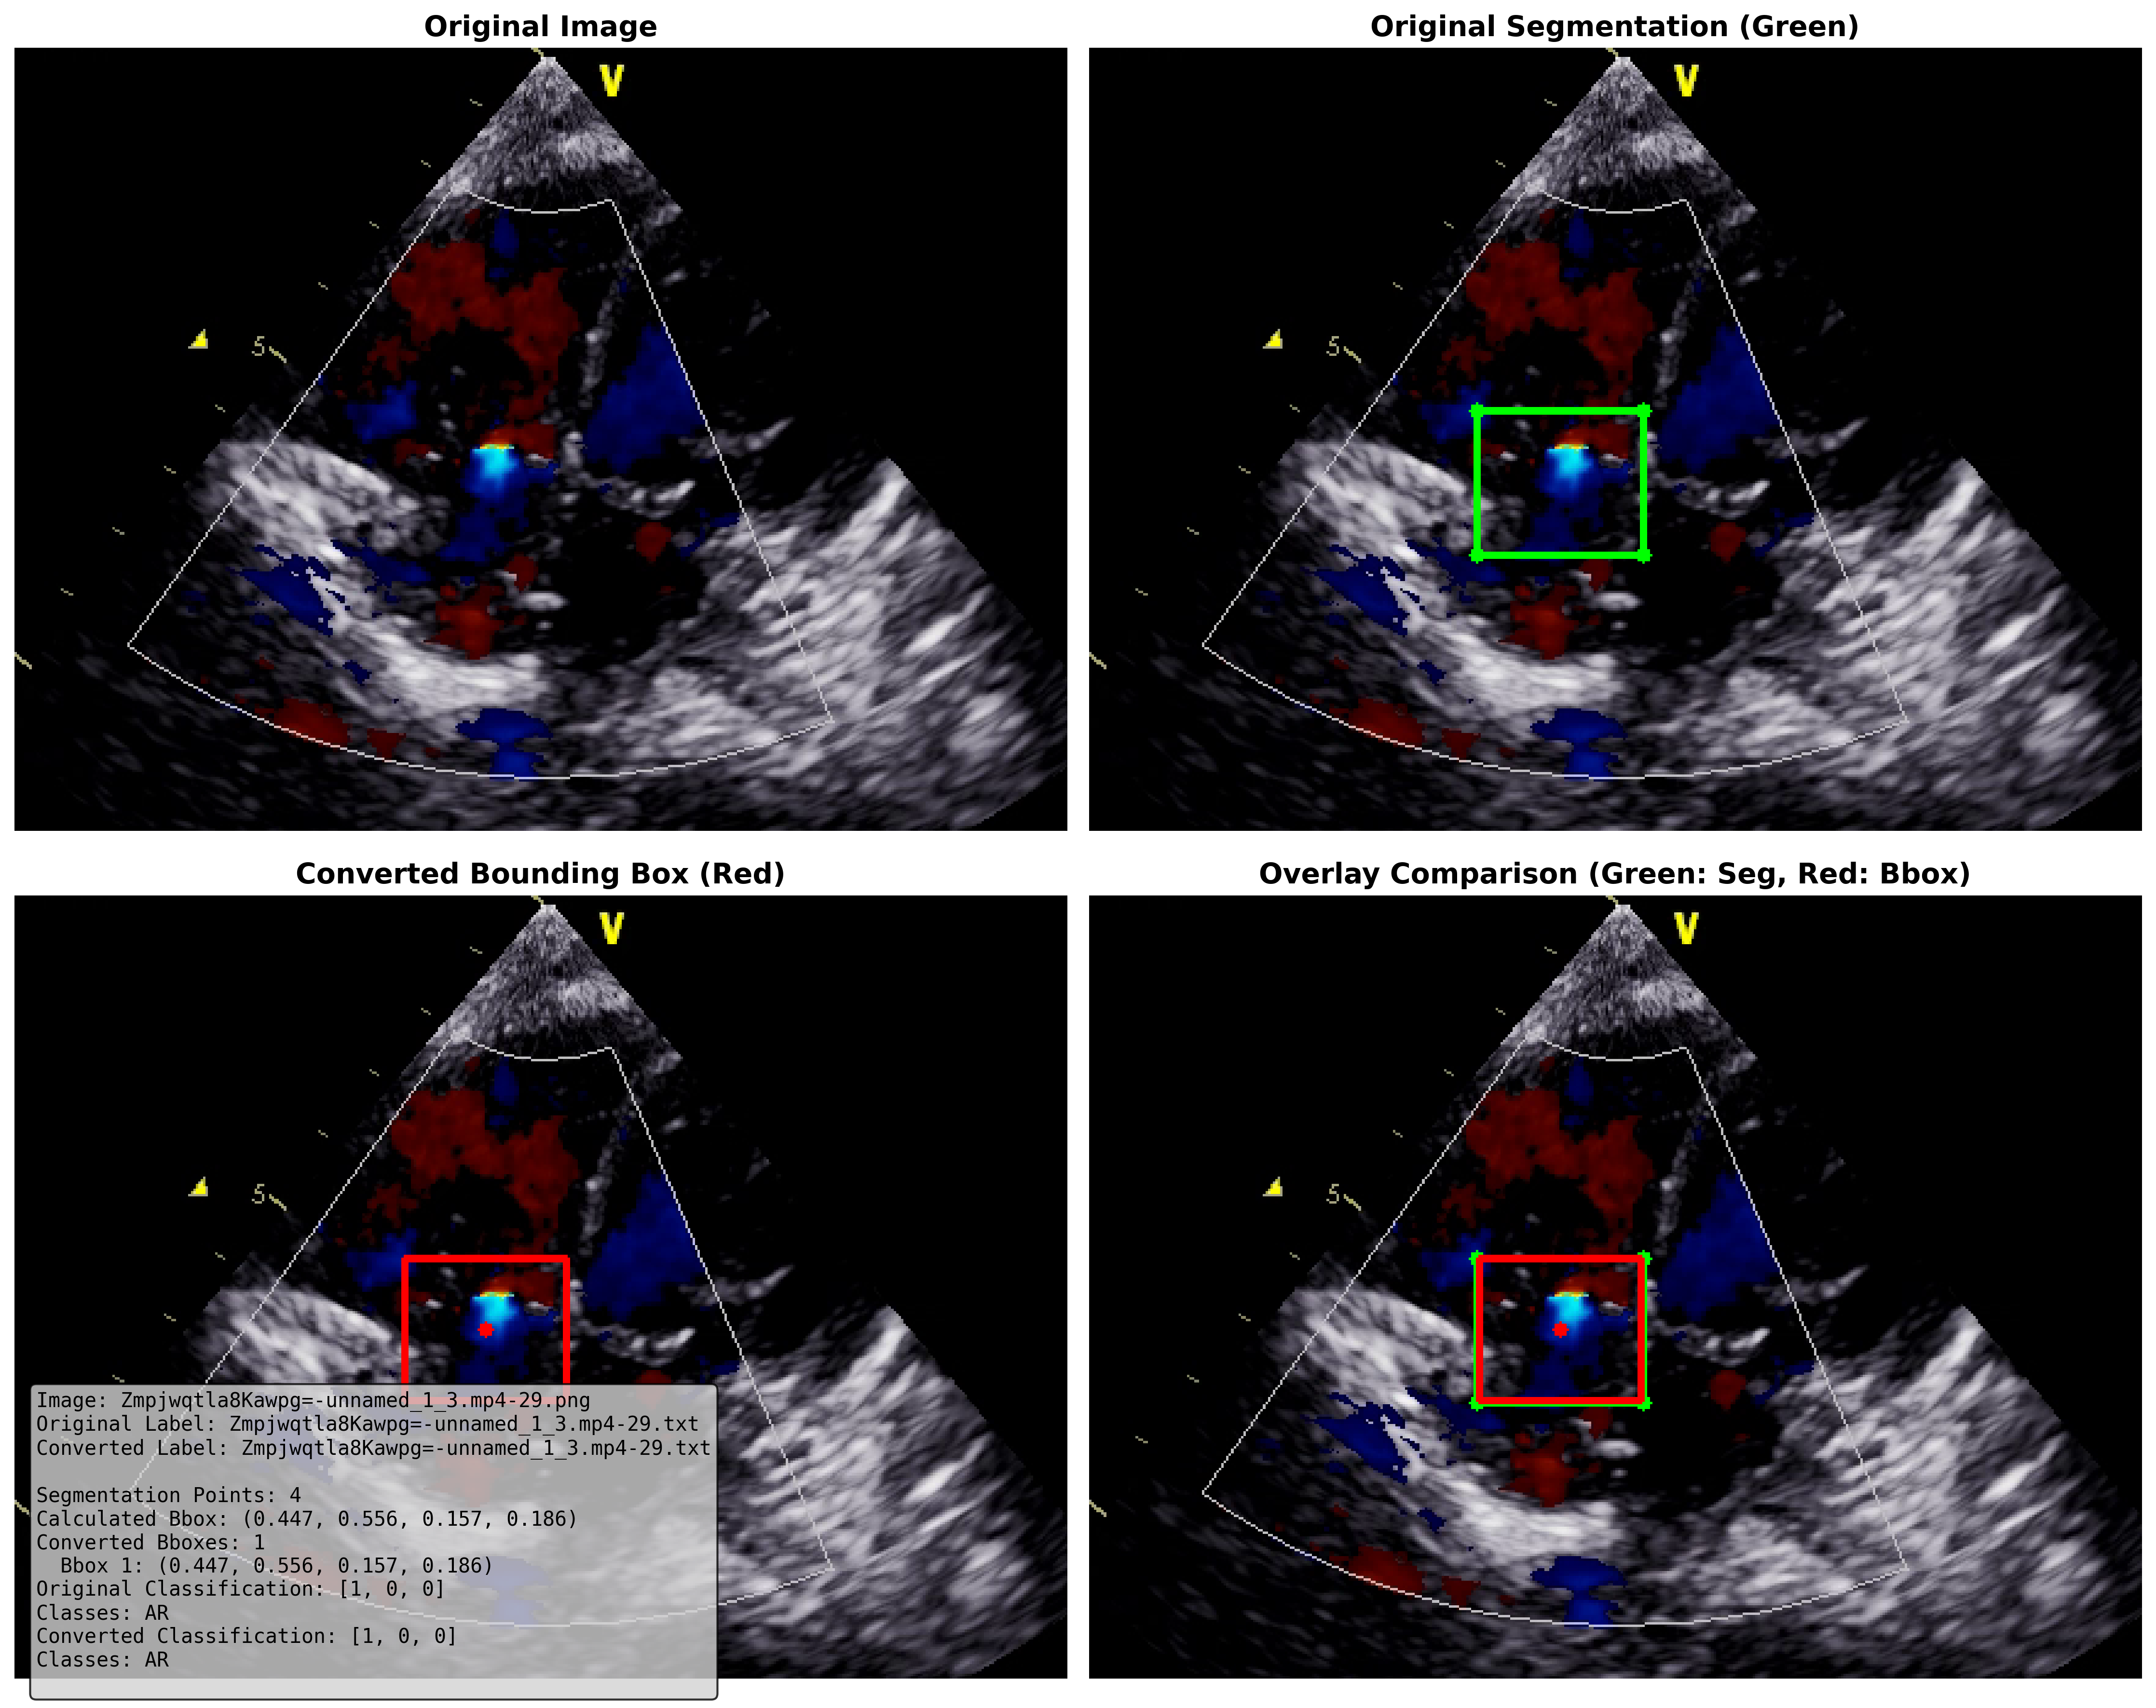 Original Image
Original Segmentation (Green)
V
V
5
5
Converted Bounding Box (Red)
Overlay Comparison (Green: Seg, Red: Bbox)
V
V
5
5
Image: Zmpjwqtla8Kawpg=-unnamed_1_3.mp4-29.png
Original Label: Zmpjwqtla8Kawpg=-unnamed_1_3.mp4-29.txt
Converted Label: Zmpjwqtla8Kawpg=-unnamed_1_3.mp4-29.txt
Segmentation Points: 4
Calculated Bbox: (0.447, 0.556, 0.157, 0.186)
Converted Bboxes: 1
Bbox 1: (0.447, 0.556, 0.157, 0.186)
Original Classification: [1, 0, 0]
Classes: AR
Converted Classification: [1, 0, 0]
Classes: AR